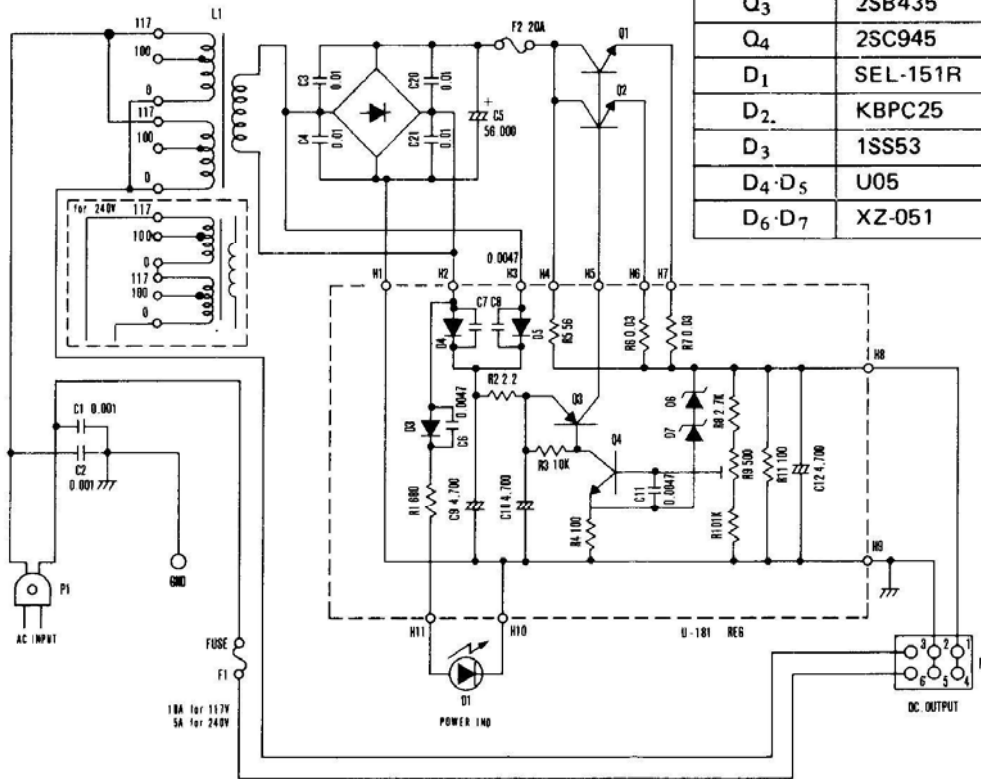 Q3 2SB435
Q4 2SC945
D1 SEL-151R
D2. KBPC25
D3 1SS53
D4·D5 U05
D6·D7 XZ-051
L1
117
100
0
117
100
0
for 240V
117
100
0
117
100
0
C3 0.01
C4 0.01
C20 0.01
C21 0.01
+
C5
56.000
F2 20A
Q1
Q2
0.0047
H1
H2
H3
H4
H5
H6
H7
C7 C8
D4
D5
R5 56
R6 0.03
R7 0.03
H8
R2 2.2
Q3
D3
0.0047
C6
R3 10K
Q4
D6
D7
R8 2.7K
R9 500
R11 100
C12 4.700
C11
0.0047
R1 680
C9 4.700
4.700
R4 100
R10 1K
H9
C1 0.001
C2
0.001
GND
P1
AC INPUT
FUSE
F1
10A for 117V
5A for 240V
H11
H10
U-181 REG
D1
POWER IND
3 2 1
6 5 4
DC. OUTPUT